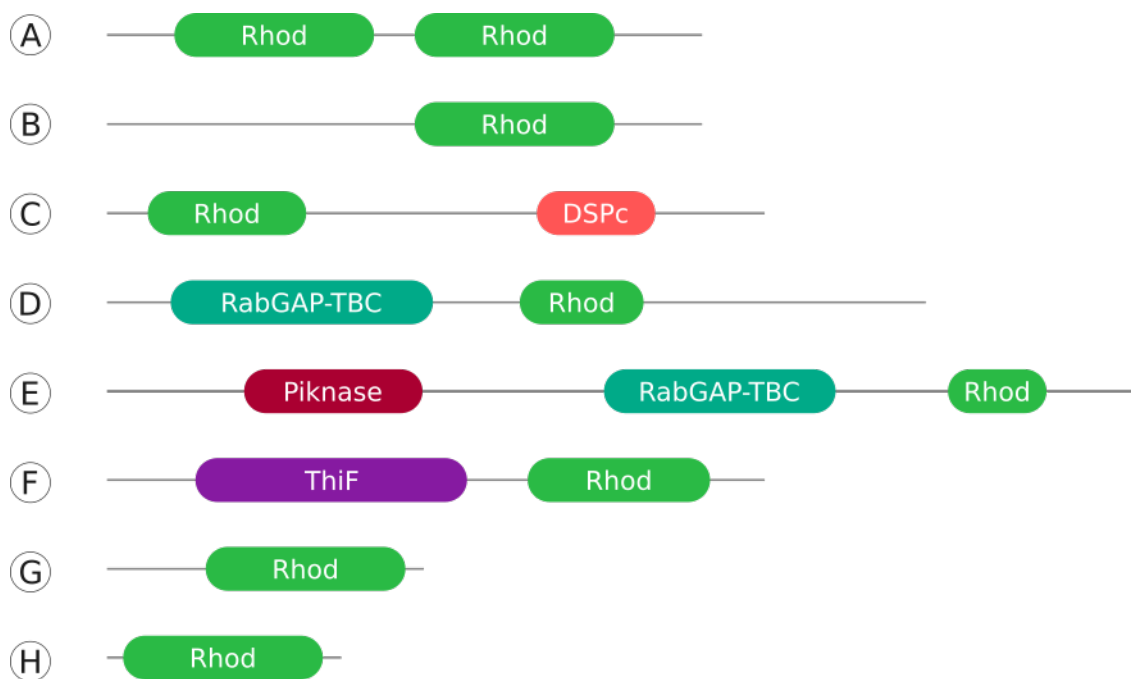 A Rhod Rhod
B Rhod
C Rhod DSPc
D RabGAP-TBC Rhod
E Piknase RabGAP-TBC Rhod
F ThiF Rhod
G Rhod
H Rhod